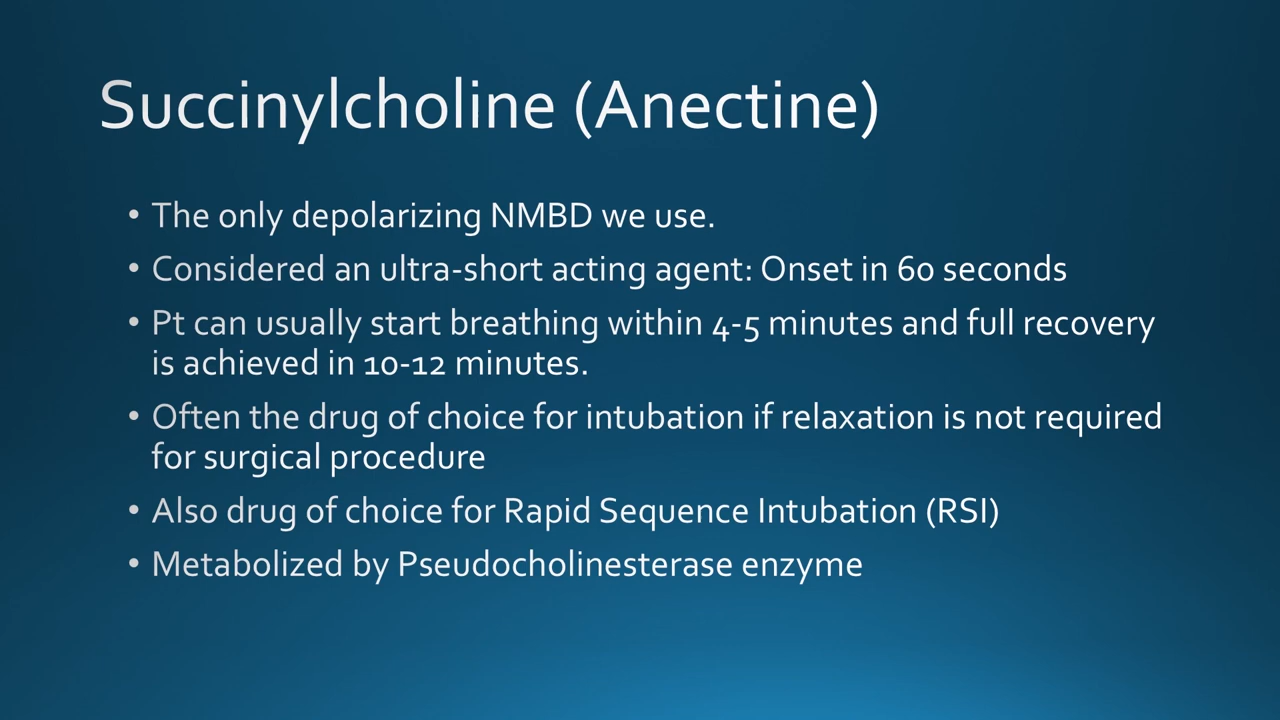 Succinylcholine (Anectine)
• The only depolarizing NMBD we use.
• Considered an ultra-short acting agent: Onset in 60 seconds
• Pt can usually start breathing within 4-5 minutes and full recovery
is achieved in 10-12 minutes.
• Often the drug of choice for intubation if relaxation is not required
for surgical procedure
• Also drug of choice for Rapid Sequence Intubation (RSI)
• Metabolized by Pseudocholinesterase enzyme